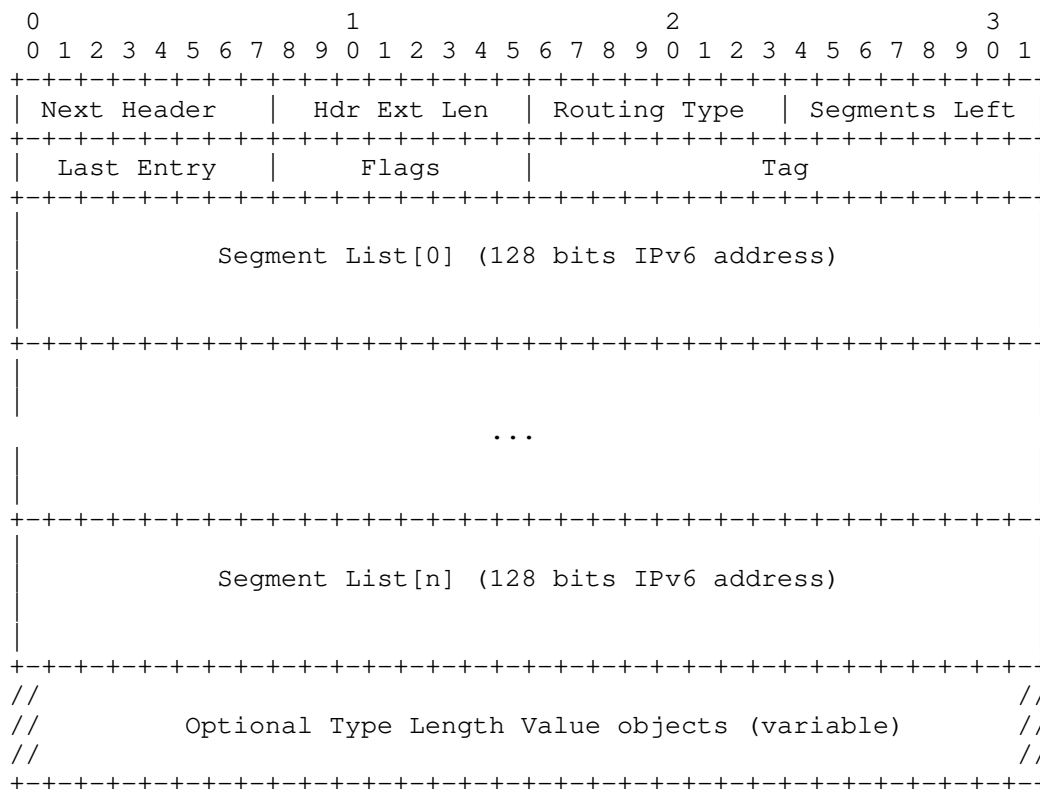 0                   1                   2                   3
0 1 2 3 4 5 6 7 8 9 0 1 2 3 4 5 6 7 8 9 0 1 2 3 4 5 6 7 8 9 0 1
+-+-+-+-+-+-+-+-+-+-+-+-+-+-+-+-+-+-+-+-+-+-+-+-+-+-+-+-+-+-+-+--
| Next Header   |  Hdr Ext Len  | Routing Type  | Segments Left
+-+-+-+-+-+-+-+-+-+-+-+-+-+-+-+-+-+-+-+-+-+-+-+-+-+-+-+-+-+-+-+--
|  Last Entry   |     Flags     |              Tag
+-+-+-+-+-+-+-+-+-+-+-+-+-+-+-+-+-+-+-+-+-+-+-+-+-+-+-+-+-+-+-+--
|
|            Segment List[0] (128 bits IPv6 address)
|
|
+-+-+-+-+-+-+-+-+-+-+-+-+-+-+-+-+-+-+-+-+-+-+-+-+-+-+-+-+-+-+-+--
|
|
                              ...
|
|
+-+-+-+-+-+-+-+-+-+-+-+-+-+-+-+-+-+-+-+-+-+-+-+-+-+-+-+-+-+-+-+--
|
|            Segment List[n] (128 bits IPv6 address)
|
|
+-+-+-+-+-+-+-+-+-+-+-+-+-+-+-+-+-+-+-+-+-+-+-+-+-+-+-+-+-+-+-+--
//                                                             //
//         Optional Type Length Value objects (variable)       //
//                                                             //
+-+-+-+-+-+-+-+-+-+-+-+-+-+-+-+-+-+-+-+-+-+-+-+-+-+-+-+-+-+-+-+--